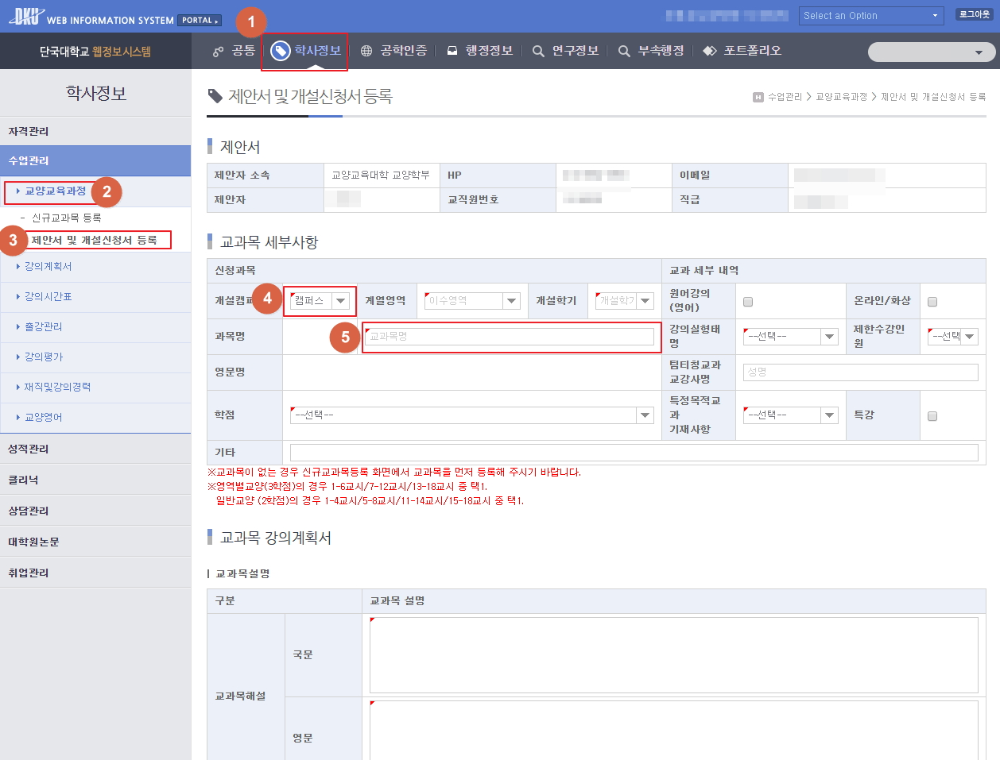 DKU WEB INFORMATION SYSTEM PORTAL
1
Select an Option
로그아웃
단국대학교 웹정보시스템
공통
학사정보
공학인증
행정정보
연구정보
부속행정
포트폴리오
학사정보
자격관리
수업관리
교양교육과정
2
- 신규교과목 등록
3
제안서 및 개설신청서 등록
강의계획서
강의시간표
출강관리
강의평가
재직및강의경력
교양영어
성적관리
클리닉
상담관리
대학원논문
취업관리
제안서 및 개설신청서 등록
H 수업관리 > 교양교육과정 > 제안서 및 개설신청서 등록
제안서
제안자 소속 교양교육대학 교양학부 HP 이메일
제안자 교직원번호 직급
교과목 세부사항
신청과목 교과 세부 내역
개설캠퍼 4 캠퍼스 계열영역 이수영역 개설학기 개설학기 원어강의 (영어) 온라인/화상
과목명 5 교과목명 강의실형태 명 --선택-- 제한수강인 원 --선택
영문명 팀티칭교과 교강사명 성명
학점 --선택-- 특정목적교 과 기재사항 --선택-- 특강
기타
※교과목이 없는 경우 신규교과목등록 화면에서 교과목을 먼저 등록해 주시기 바랍니다.
※영역별교양(3학점)의 경우 1-6교시/7-12교시/13-18교시 중 택1.
일반교양 (2학점)의 경우 1-4교시/5-8교시/11-14교시/15-18교시 중 택1.
교과목 강의계획서
교과목설명
구분 교과목 설명
국문
교과목해설
영문